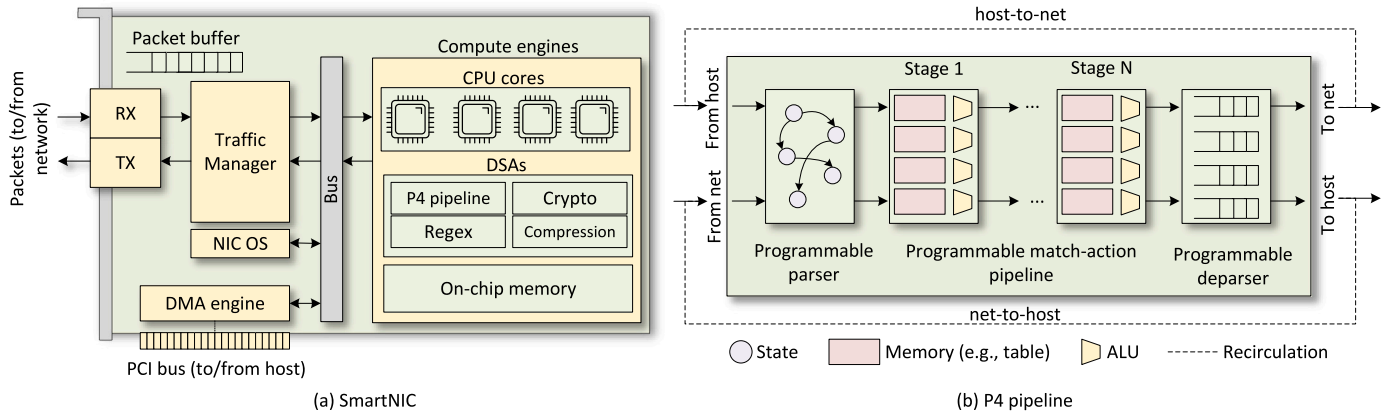 Packet buffer
Compute engines
CPU cores
Packets (to/from
network)
RX
TX
Traffic
Manager
Bus
DSAs
P4 pipeline
Crypto
Regex
Compression
NIC OS
On-chip memory
DMA engine
PCI bus (to/from host)
(a) SmartNIC
host-to-net
Stage 1
Stage N
From host
From net
...
...
To net
To host
Programmable
parser
Programmable match-action
pipeline
Programmable
deparser
net-to-host
State
Memory (e.g., table)
ALU
Recirculation
(b) P4 pipeline